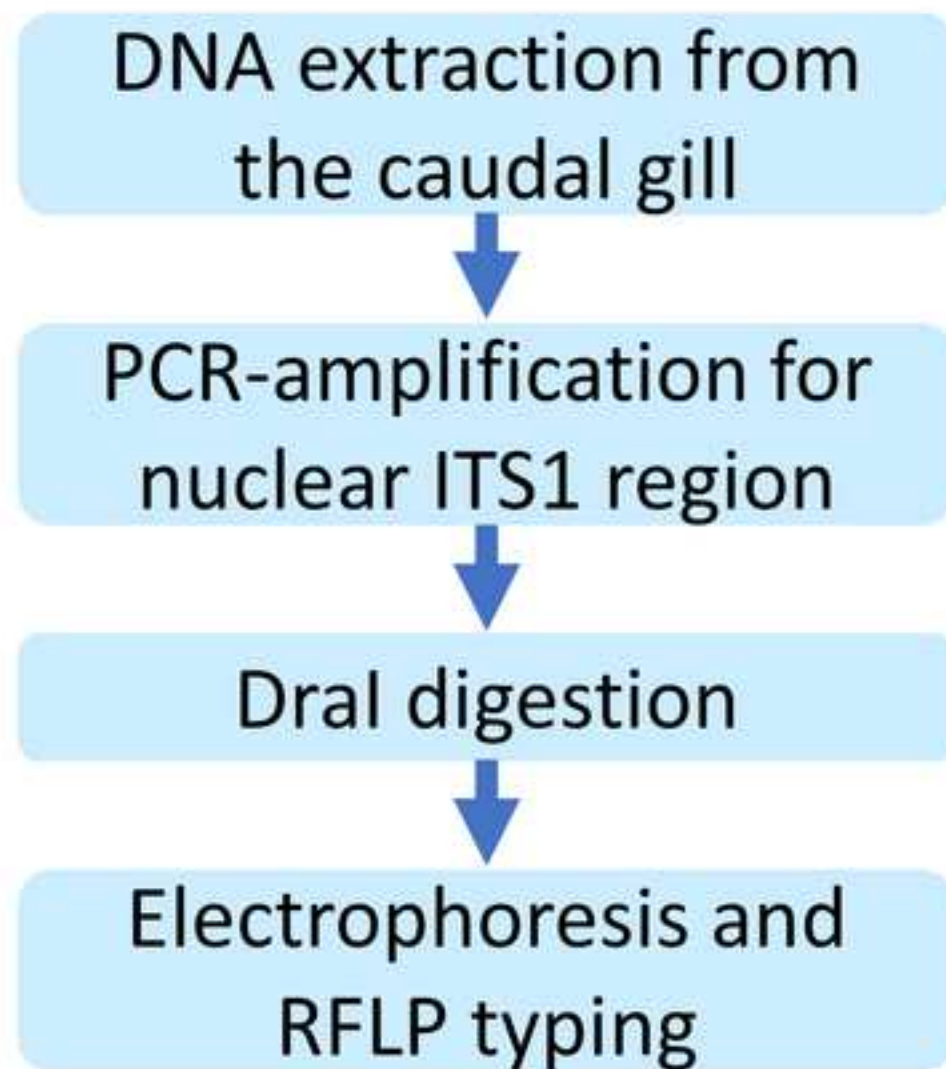 DNA extraction from
the caudal gill
PCR-amplification for
nuclear ITS1 region
DraI digestion
Electrophoresis and
RFLP typing